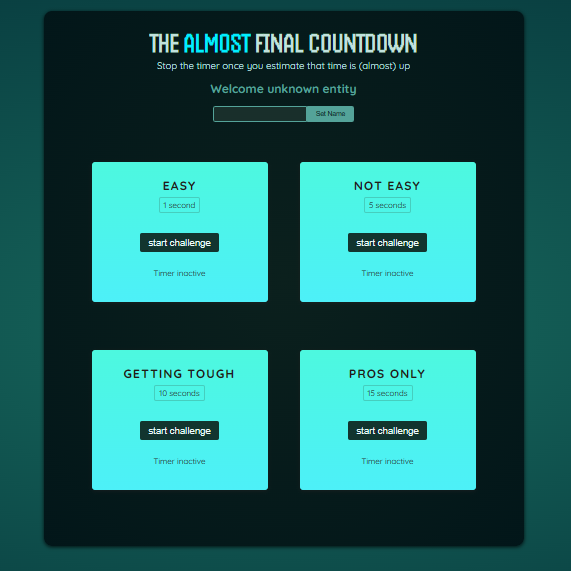 THE ALMOST FINAL COUNTDOWN
Stop the timer once you estimate that time is (almost) up
Welcome unknown entity
Set Name
EASY
1 second
start challenge
Timer inactive
NOT EASY
5 seconds
start challenge
Timer inactive
GETTING TOUGH
10 seconds
start challenge
Timer inactive
PROS ONLY
15 seconds
start challenge
Timer inactive